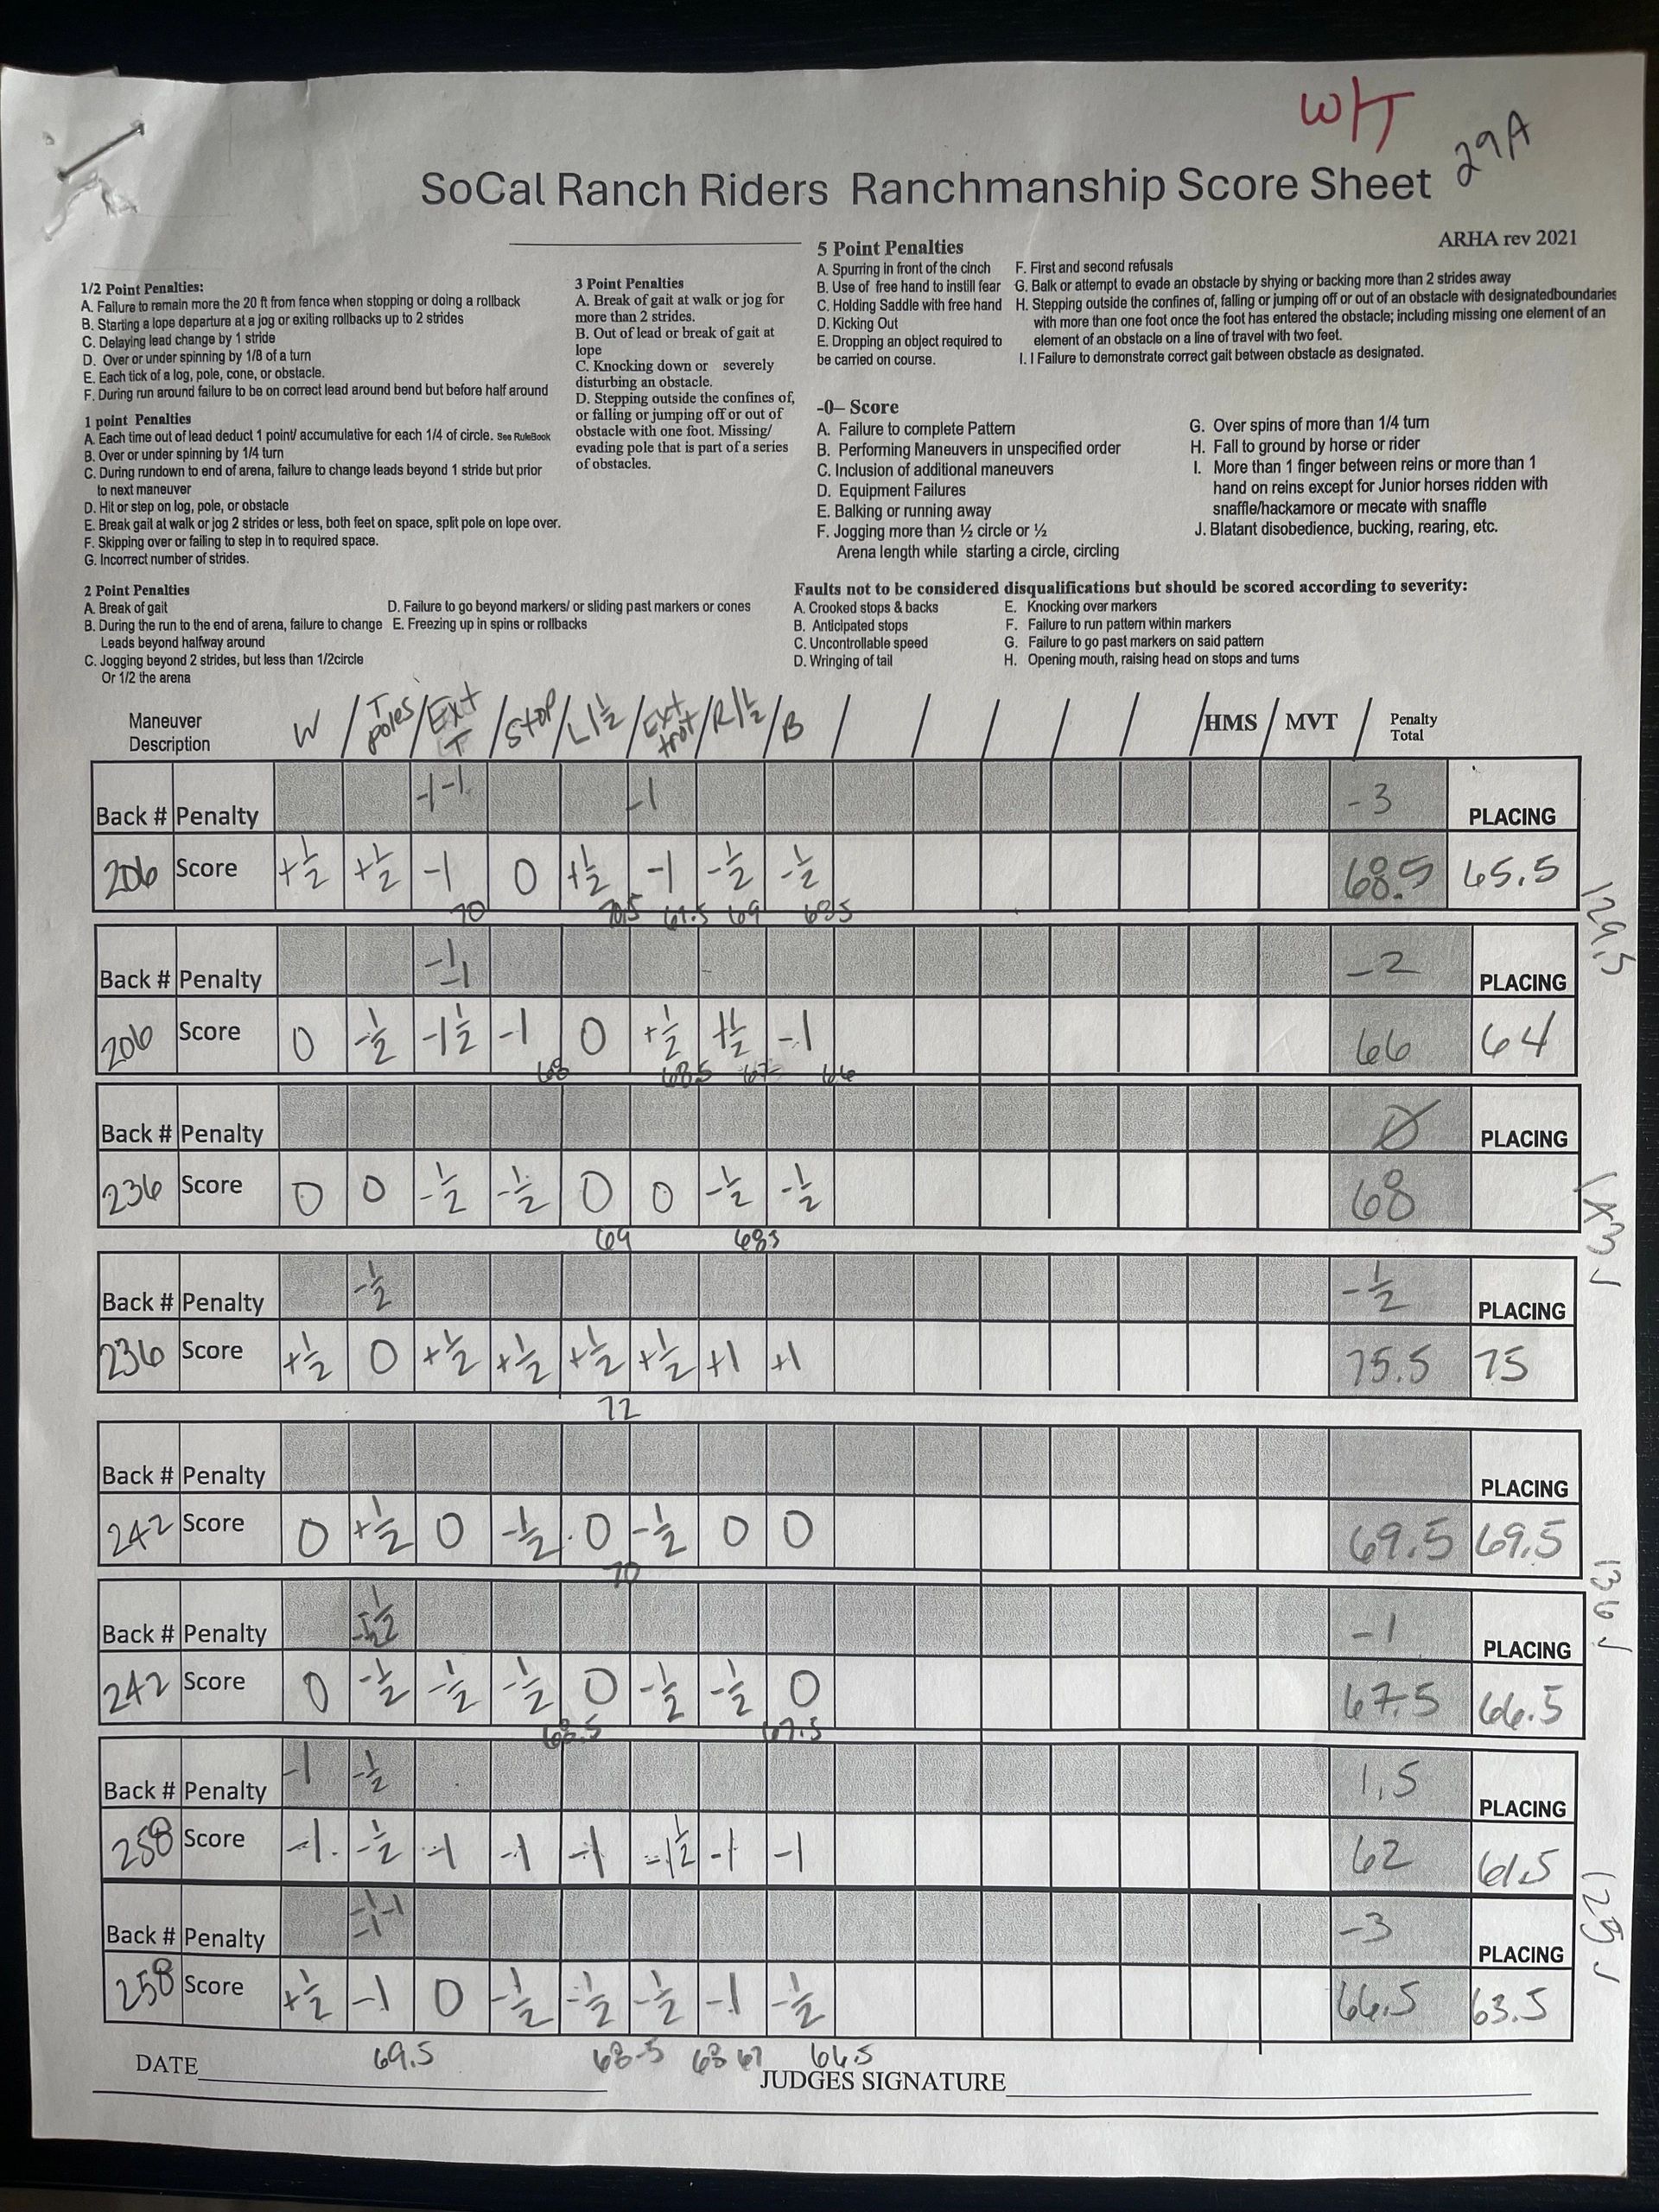 W/T
29A
SoCal Ranch Riders Ranchmanship Score Sheet
ARHA rev 2021
1/2 Point Penalties:
A. Failure to remain more the 20 ft from fence when stopping or doing a rollback
B. Starting a lope departure at a jog or exiting rollbacks up to 2 strides
C. Delaying lead change by 1 stride
D. Over or under spinning by 1/8 of a turn
E. Each tick of a log, pole, cone, or obstacle.
F. During run around failure to be on correct lead around bend but before half around
1 point Penalties
A. Each time out of lead deduct 1 point/ accumulative for each 1/4 of circle. See RuleBook
B. Over or under spinning by 1/4 turn
C. During rundown to end of arena, failure to change leads beyond 1 stride but prior
to next maneuver
D. Hit or step on log, pole, or obstacle
E. Break gail at walk or jog 2 strides or less, both feet on space, split pole on lope over.
F. Skipping over or failing to step in to required space.
G. Incorrect number of strides.
2 Point Penalties
A. Break of gait
B. During the run to the end of arena, failure to change
Leads beyond halfway around
C. Jogging beyond 2 strides, but less than 1/2circle
Or 1/2 the arena
D. Failure to go beyond markers/ or sliding past markers or cones
E. Freezing up in spins or rollbacks
3 Point Penalties
A. Break of gait at walk or jog for
more than 2 strides.
B. Out of lead or break of gait at
lope
C. Knocking down or severely
disturbing an obstacle.
D. Stepping outside the confines of,
or falling or jumping off or out of
obstacle with one foot. Missing/
evading pole that is part of a series
of obstacles.
5 Point Penalties
A. Spurring in front of the cinch
B. Use of free hand to instill fear
C. Holding Saddle with free hand
D. Kicking Out
E. Dropping an object required to
be carried on course.
F. First and second refusals
G. Balk or attempt to evade an obstacle by shying or backing more than 2 strides away
H. Stepping outside the confines of, falling or jumping off or out of an obstacle with designatedboundaries
with more than one foot once the foot has entered the obstacle; including missing one element of an
element of an obstacle on a line of travel with two feet.
I. I Failure to demonstrate correct gait between obstacle as designated.
-0- Score
A. Failure to complete Pattern
B. Performing Maneuvers in unspecified order
C. Inclusion of additional maneuvers
D. Equipment Failures
E. Balking or running away
F. Jogging more than ½ circle or ½
Arena length while starting a circle, circling
G. Over spins of more than 1/4 turn
H. Fall to ground by horse or rider
I. More than 1 finger between reins or more than 1
hand on reins except for Junior horses ridden with
snaffle/hackamore or mecate with snaffle
J. Blatant disobedience, bucking, rearing, etc.
Faults not to be considered disqualifications but should be scored according to severity:
A. Crooked stops & backs
B. Anticipated stops
C. Uncontrollable speed
D. Wringing of tail
E. Knocking over markers
F. Failure to run pattern within markers
G. Failure to go past markers on said pattern
H. Opening mouth, raising head on stops and turns
Maneuver Description W / T poles / Ext T / Stop / L 1½ / Ext trot / R 1½ / B / / / / / / HMS / MVT / Penalty Total
Back # Penalty -1 -1 -1 -3 PLACING
206 Score +½ +½ -1 0 +½ -1 -½ -½ 68.5 65.5
70 70.5 69.5 69 68.5
129.5
Back # Penalty -1 -1 -2 PLACING
206 Score 0 -½ -1½ -1 0 +½ +½ -1 66 64
68 68.5 67 66
Back # Penalty Ø PLACING
236 Score 0 0 -½ -½ 0 0 -½ -½ 68
69 685
Back # Penalty -½ -½ PLACING
236 Score +½ 0 +½ +½ +½ +½ +1 +1 75.5 75
72
Back # Penalty PLACING
242 Score 0 +½ 0 -½ 0 -½ 0 0 69.5 69.5
70
136 ✓
Back # Penalty -½ -½ -1 PLACING
242 Score 0 -½ -½ -½ 0 -½ -½ 0 67.5 66.5
68.5 67.5
Back # Penalty -1 -½ 1.5 PLACING
258 Score -1 -½ -1 -1 -1 -1½ -1 -1 62 61.5
125 ✓
Back # Penalty -1 -1 -1 -3 PLACING
258 Score +½ -1 0 -½ -½ -½ -1 -½ 66.5 63.5
69.5 68.5 68 67 66.5
DATE
JUDGES SIGNATURE